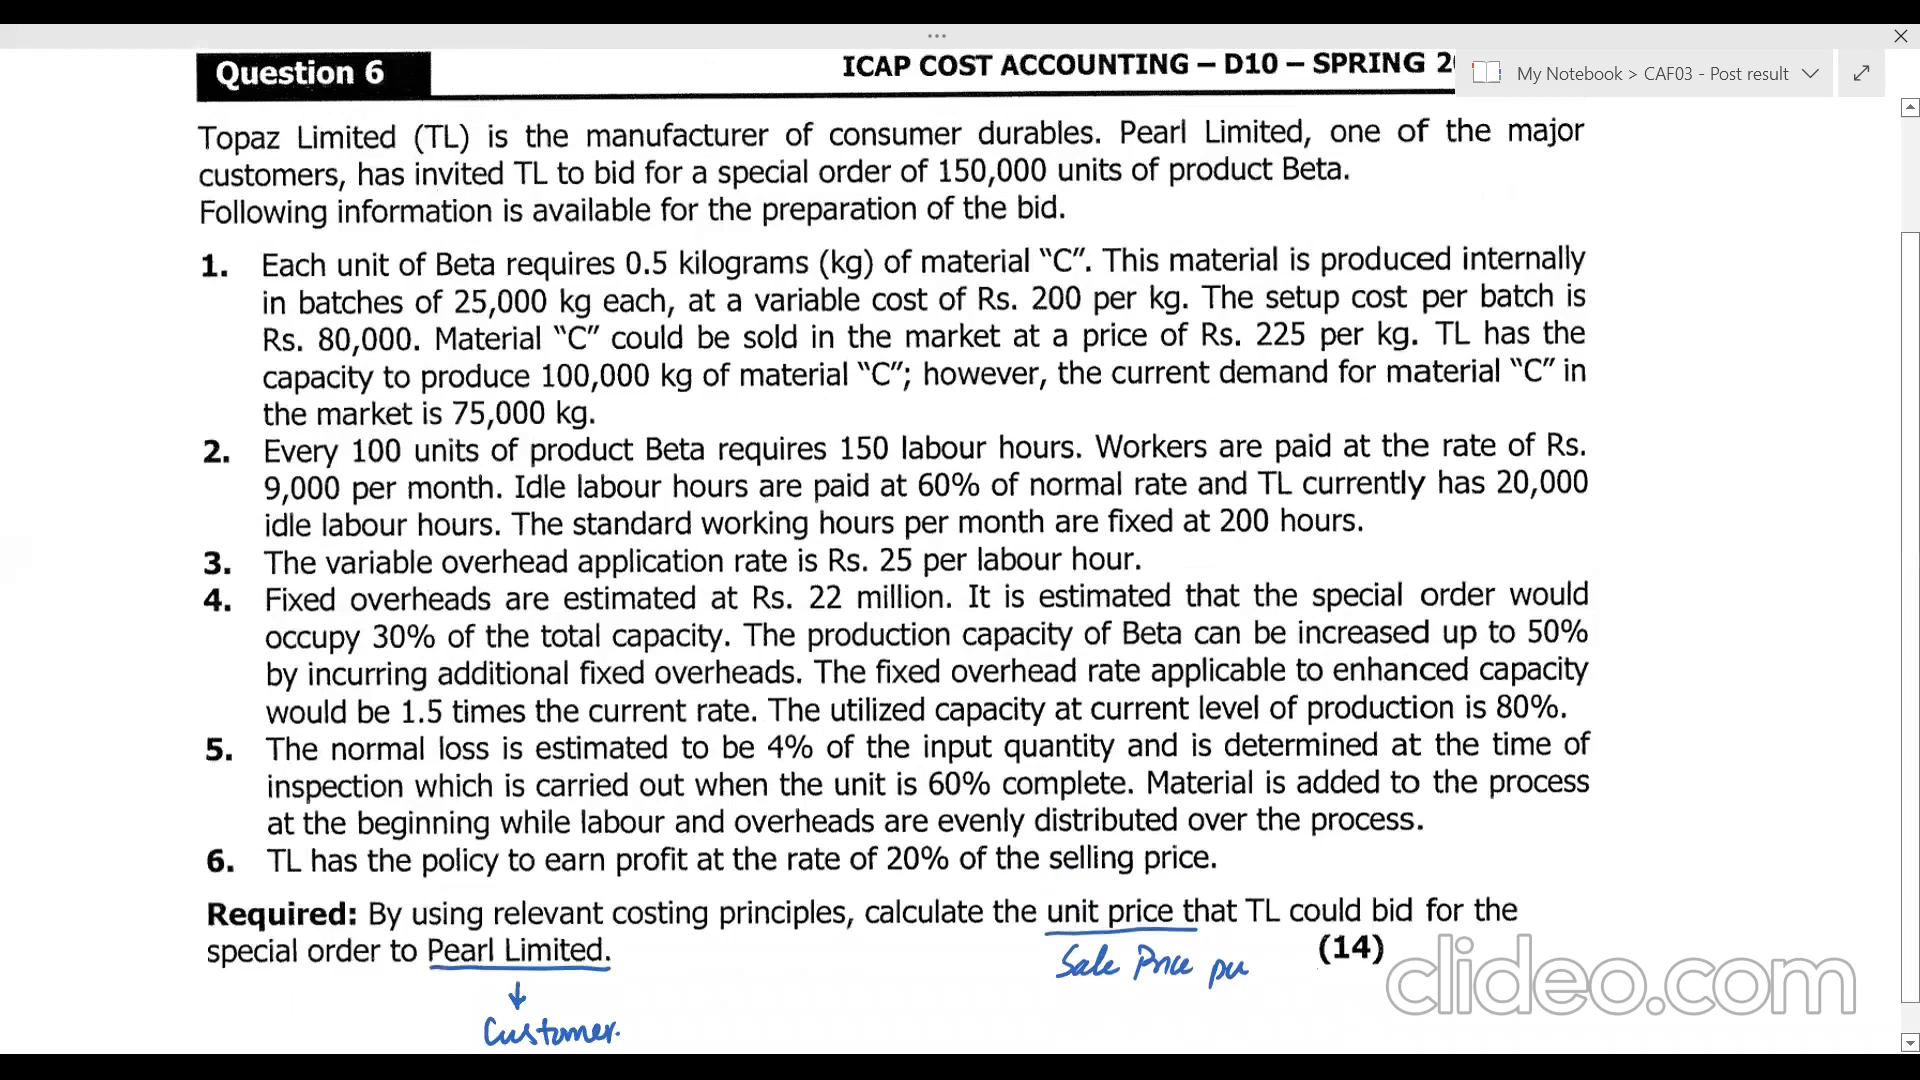 Question 6
ICAP COST ACCOUNTING – D10 – SPRING
My Notebook > CAF03 - Post result
Topaz Limited (TL) is the manufacturer of consumer durables. Pearl Limited, one of the major
customers, has invited TL to bid for a special order of 150,000 units of product Beta.
Following information is available for the preparation of the bid.
1. Each unit of Beta requires 0.5 kilograms (kg) of material “C”. This material is produced internally
in batches of 25,000 kg each, at a variable cost of Rs. 200 per kg. The setup cost per batch is
Rs. 80,000. Material “C” could be sold in the market at a price of Rs. 225 per kg. TL has the
capacity to produce 100,000 kg of material “C”; however, the current demand for material “C” in
the market is 75,000 kg.
2. Every 100 units of product Beta requires 150 labour hours. Workers are paid at the rate of Rs.
9,000 per month. Idle labour hours are paid at 60% of normal rate and TL currently has 20,000
idle labour hours. The standard working hours per month are fixed at 200 hours.
3. The variable overhead application rate is Rs. 25 per labour hour.
4. Fixed overheads are estimated at Rs. 22 million. It is estimated that the special order would
occupy 30% of the total capacity. The production capacity of Beta can be increased up to 50%
by incurring additional fixed overheads. The fixed overhead rate applicable to enhanced capacity
would be 1.5 times the current rate. The utilized capacity at current level of production is 80%.
5. The normal loss is estimated to be 4% of the input quantity and is determined at the time of
inspection which is carried out when the unit is 60% complete. Material is added to the process
at the beginning while labour and overheads are evenly distributed over the process.
6. TL has the policy to earn profit at the rate of 20% of the selling price.
Required: By using relevant costing principles, calculate the unit price that TL could bid for the
special order to Pearl Limited. (14)
Sale Price pu
Customer.
clideo.com